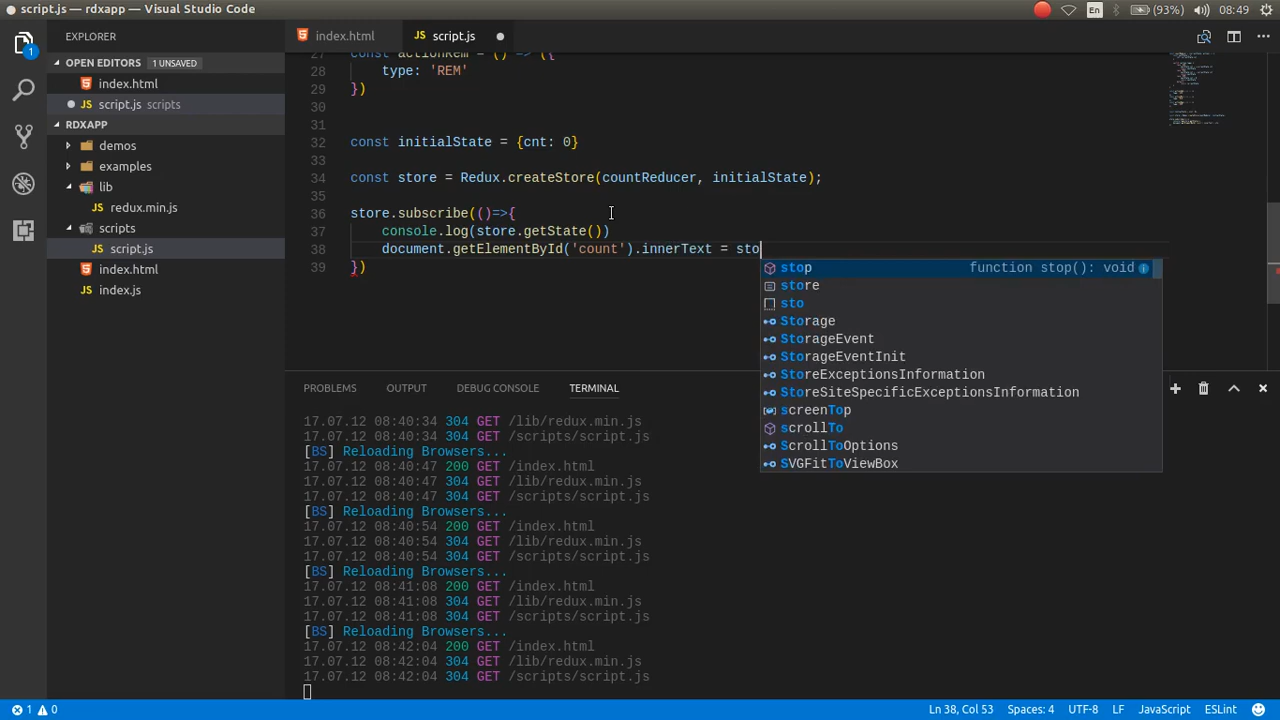 script.js — rdxapp — Visual Studio Code
En
(93%)
08:49
EXPLORER
index.html
script.js
OPEN EDITORS 1 UNSAVED
index.html
script.js scripts
RDXAPP
demos
examples
lib
redux.min.js
scripts
script.js
index.html
index.js
27 const actionRem = () => ({
28 type: 'REM'
29 })
30
31
32 const initialState = {cnt: 0}
33
34 const store = Redux.createStore(countReducer, initialState);
35
36 store.subscribe(()=>{
37 console.log(store.getState())
38 document.getElementById('count').innerText = sto
39 })
stop function stop(): void
store
sto
Storage
StorageEvent
StorageEventInit
StoreExceptionsInformation
StoreSiteSpecificExceptionsInformation
screenTop
scrollTo
ScrollToOptions
SVGFitToViewBox
PROBLEMS OUTPUT DEBUG CONSOLE TERMINAL
17.07.12 08:40:34 304 GET /lib/redux.min.js
17.07.12 08:40:34 304 GET /scripts/script.js
[BS] Reloading Browsers...
17.07.12 08:40:47 200 GET /index.html
17.07.12 08:40:47 304 GET /lib/redux.min.js
17.07.12 08:40:47 304 GET /scripts/script.js
[BS] Reloading Browsers...
17.07.12 08:40:54 200 GET /index.html
17.07.12 08:40:54 304 GET /lib/redux.min.js
17.07.12 08:40:54 304 GET /scripts/script.js
[BS] Reloading Browsers...
17.07.12 08:41:08 200 GET /index.html
17.07.12 08:41:08 304 GET /lib/redux.min.js
17.07.12 08:41:08 304 GET /scripts/script.js
[BS] Reloading Browsers...
17.07.12 08:42:04 200 GET /index.html
17.07.12 08:42:04 304 GET /lib/redux.min.js
17.07.12 08:42:04 304 GET /scripts/script.js
1 0 Ln 38, Col 53 Spaces: 4 UTF-8 LF JavaScript ESLint